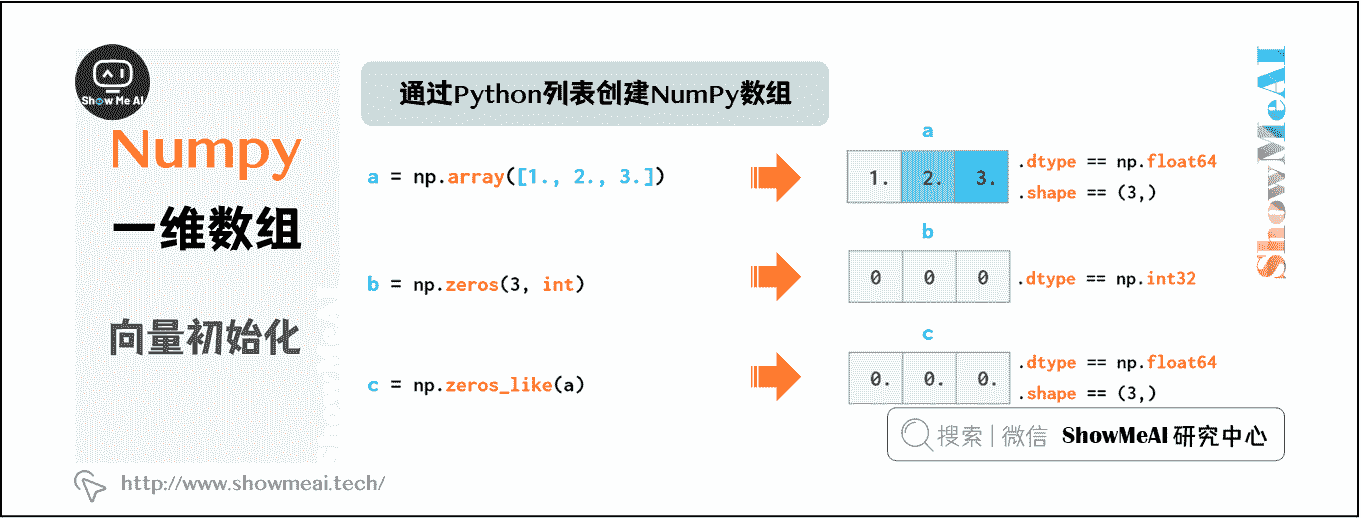 Show Me AI
Numpy
一维数组
向量初始化
通过Python列表创建NumPy数组
a
a = np.array([1., 2., 3.])
1. 2. 3.
.dtype == np.float64
.shape == (3,)
b
b = np.zeros(3, int)
0 0 0
.dtype == np.int32
c
c = np.zeros_like(a)
0. 0. 0.
.dtype == np.float64
.shape == (3,)
ShowMeAI
搜索 | 微信 ShowMeAI 研究中心
http://www.showmeai.tech/